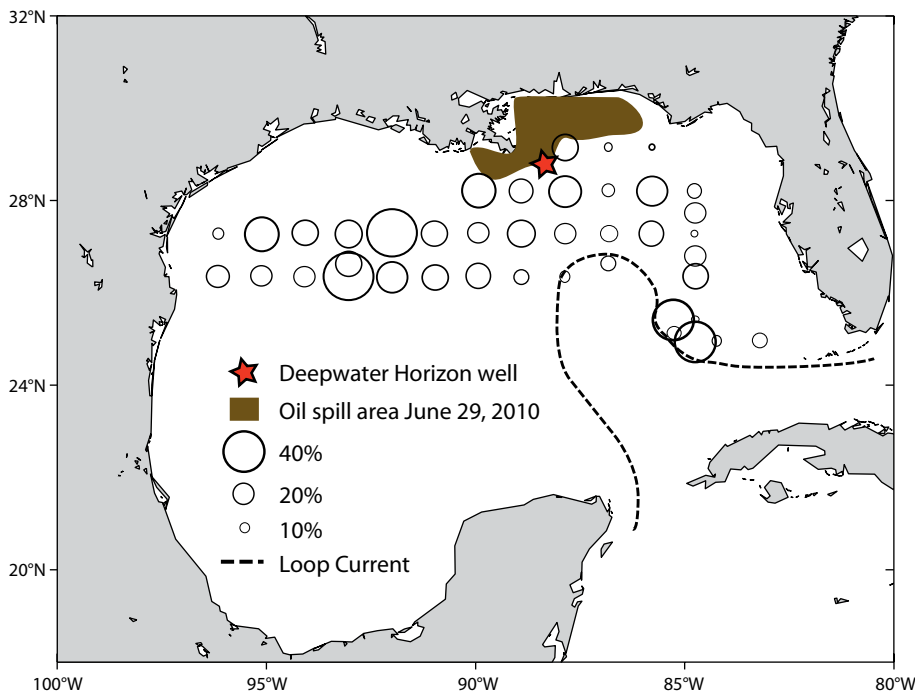 32°N
28°N
24°N
20°N
Deepwater Horizon well
Oil spill area June 29, 2010
40%
20%
10%
Loop Current
100°W
95°W
90°W
85°W
80°W